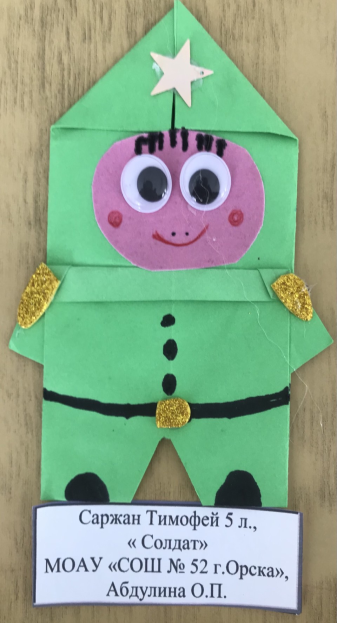 Саржан Тимофей 5 л.,
« Солдат»
МОАУ «СОШ № 52 г.Орска»,
Абдулина О.П.